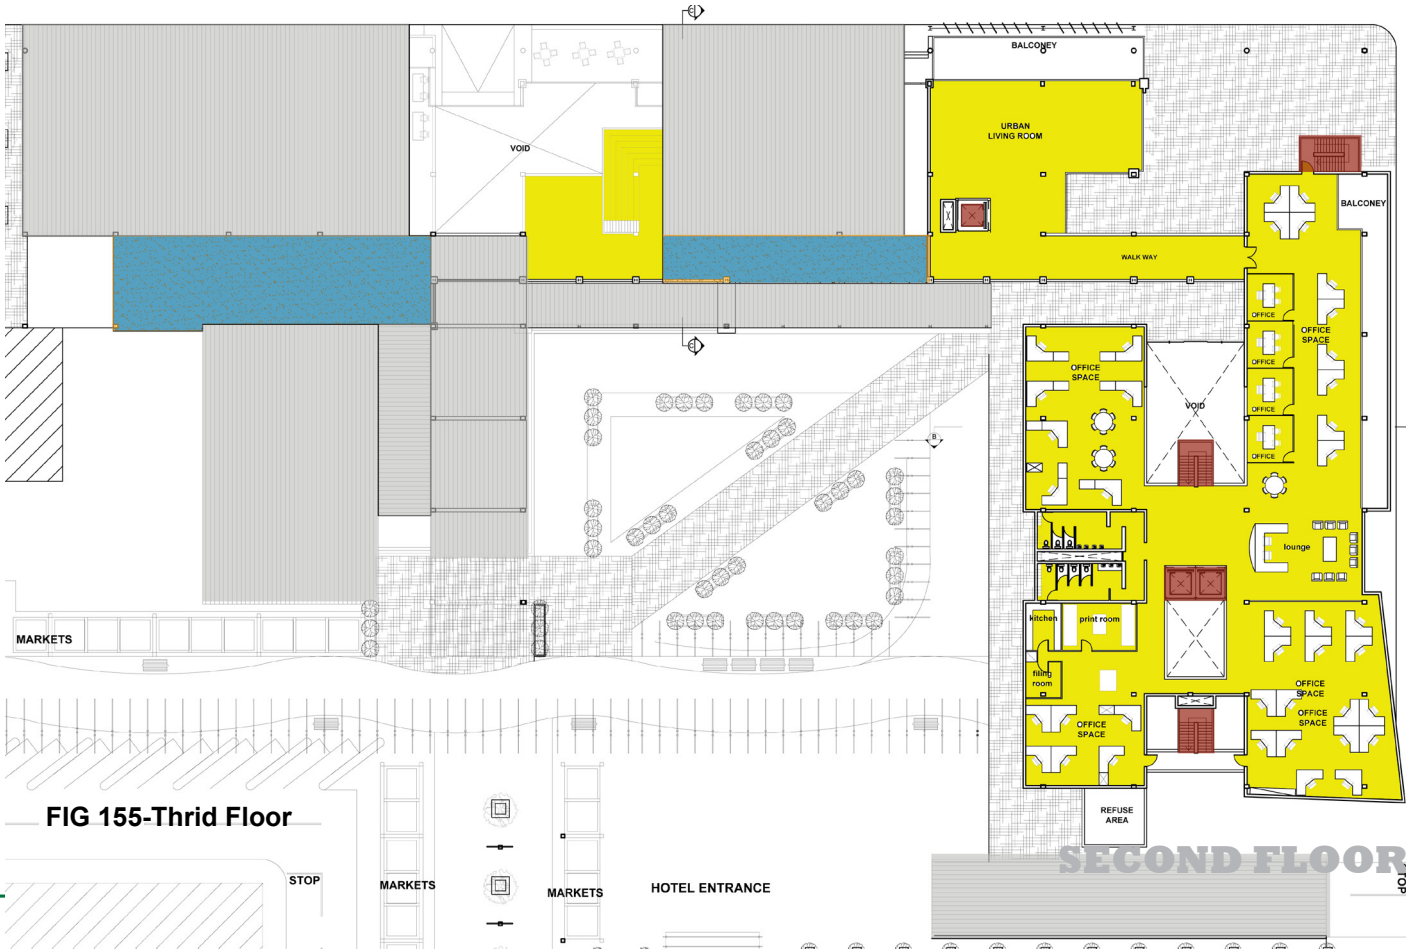 BALCONEY
URBAN
LIVING ROOM
VOID
BALCONEY
WALK WAY
OFFICE
OFFICE
SPACE
OFFICE
OFFICE
SPACE
OFFICE
VOID
OFFICE
lounge
kitchen
print room
MARKETS
filing
room
OFFICE
SPACE
OFFICE
SPACE
OFFICE
SPACE
B
FIG 155-Thrid Floor
REFUSE
AREA
SECOND FLOOR
STOP
MARKETS
MARKETS
HOTEL ENTRANCE
TOP